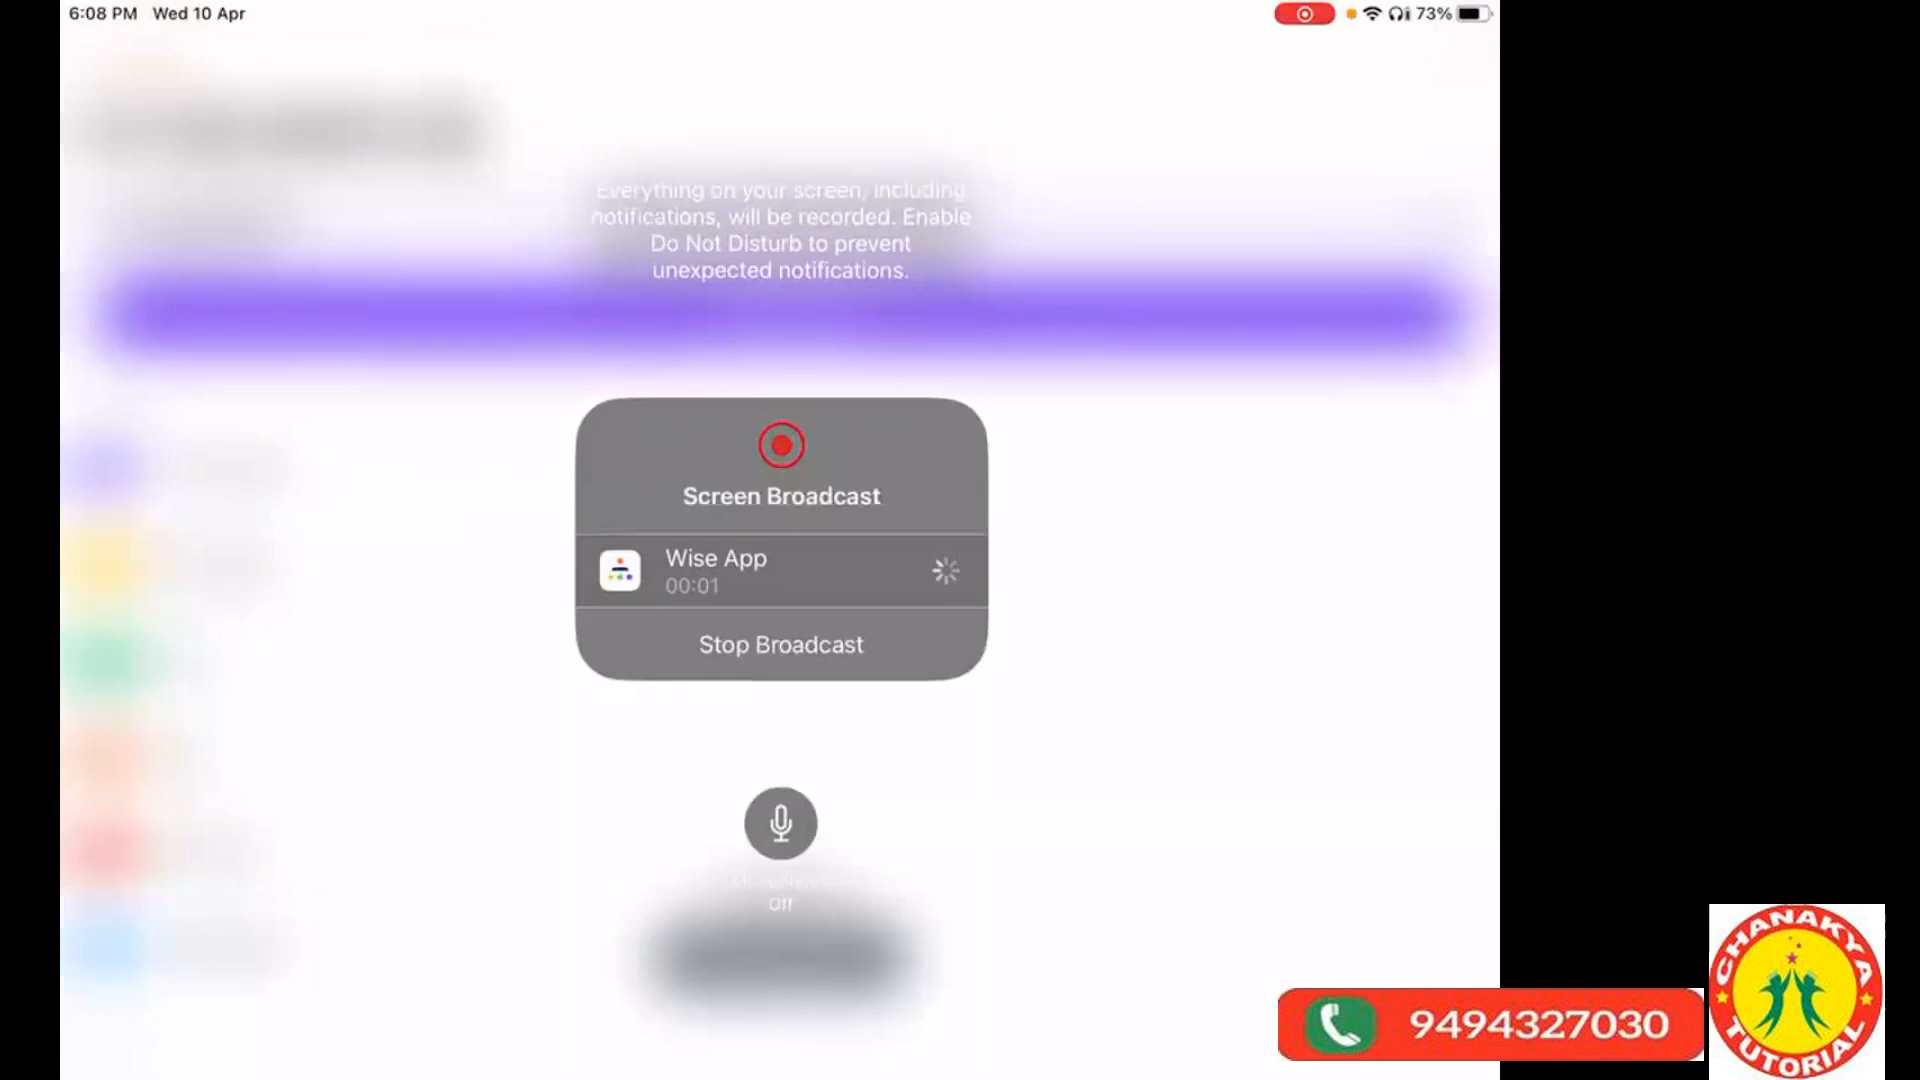 6:08 PM Wed 10 Apr
73%
Everything on your screen, including
notifications, will be recorded. Enable
Do Not Disturb to prevent
unexpected notifications.
Screen Broadcast
Wise App
00:01
Stop Broadcast
Off
9494327030
CHANAKYA
TUTORIAL